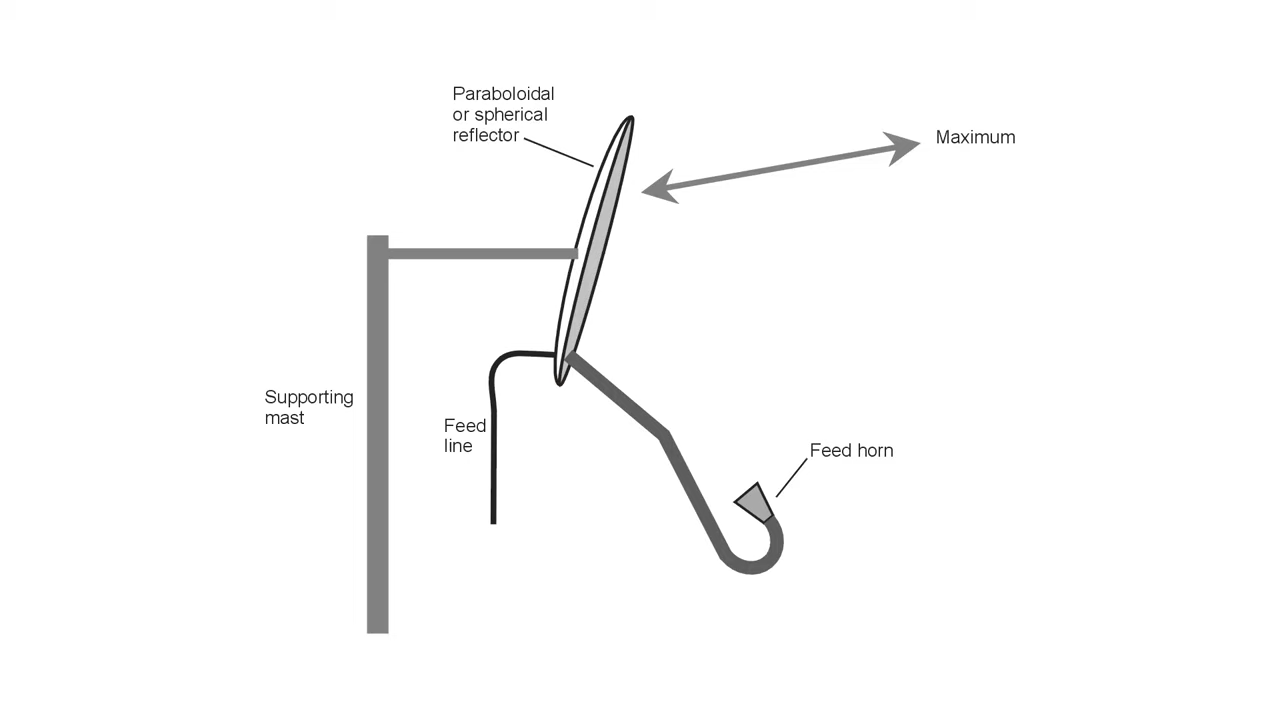 Paraboloidal
or spherical
reflector
Maximum
Supporting
mast
Feed
line
Feed horn